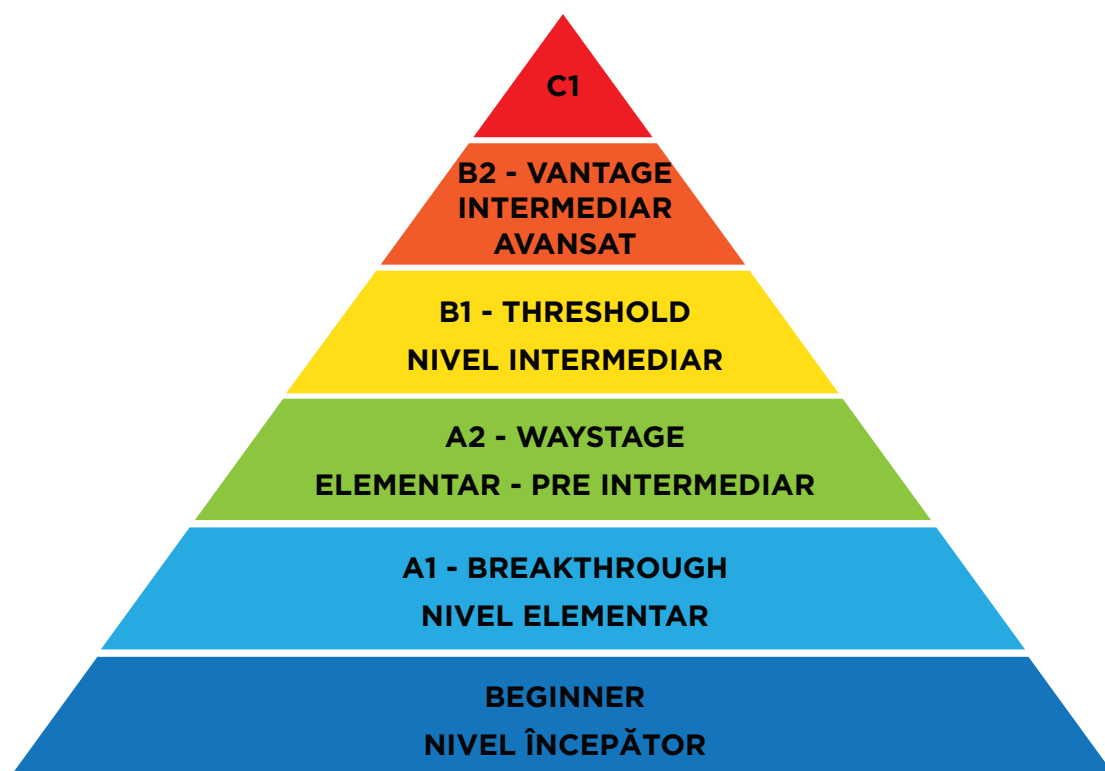 C1
B2 - VANTAGE
INTERMEDIAR
AVANSAT
B1 - THRESHOLD
NIVEL INTERMEDIAR
A2 - WAYSTAGE
ELEMENTAR - PRE INTERMEDIAR
A1 - BREAKTHROUGH
NIVEL ELEMENTAR
BEGINNER
NIVEL ÎNCEPĂTOR